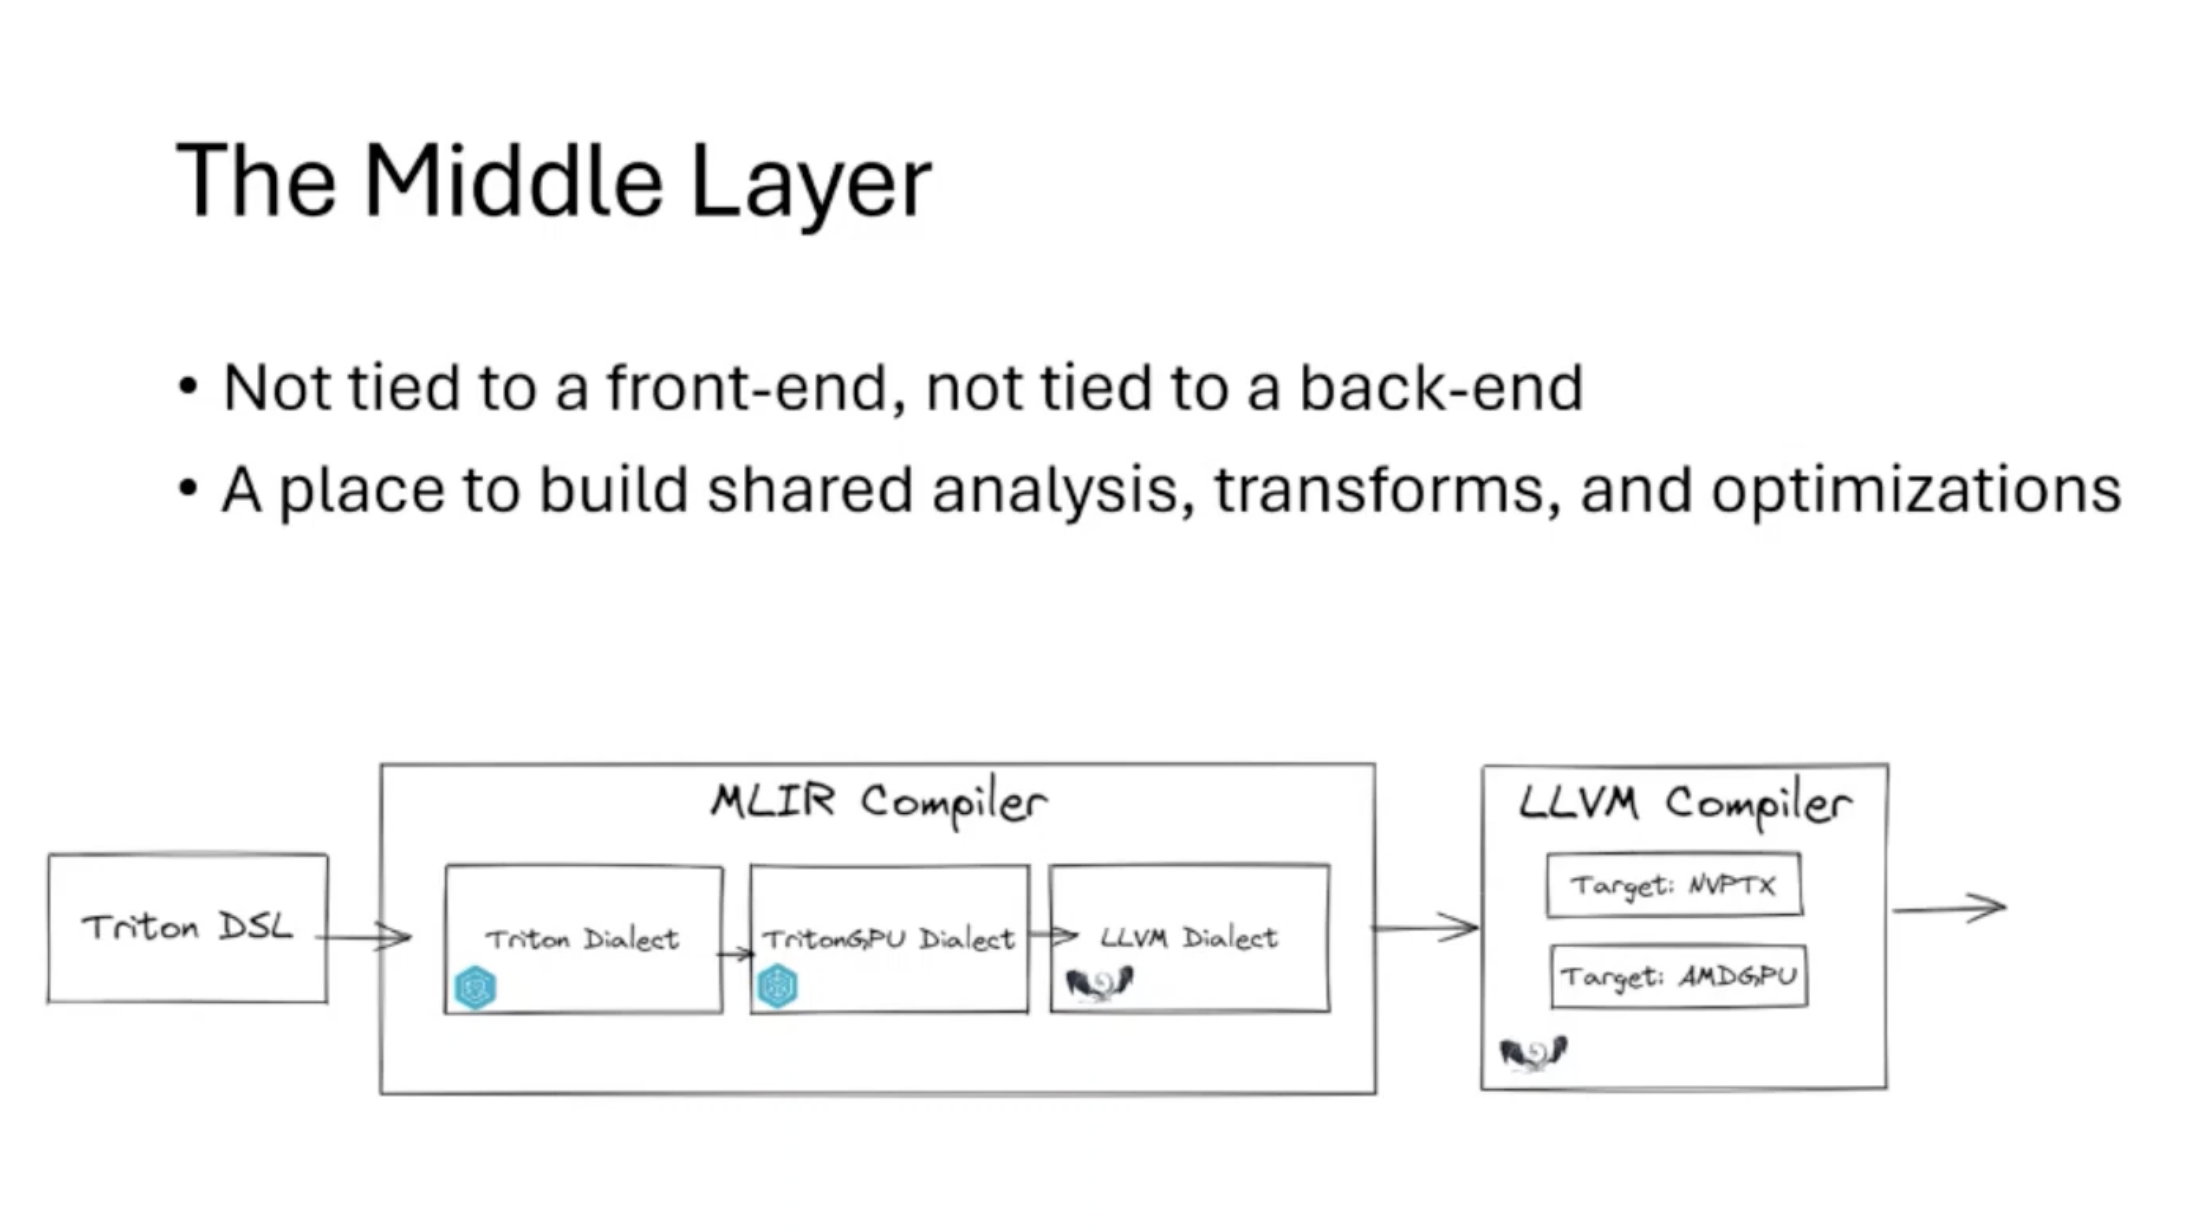 The Middle Layer
• Not tied to a front-end, not tied to a back-end
• A place to build shared analysis, transforms, and optimizations
Triton DSL
MLIR Compiler
Triton Dialect
TritonGPU Dialect
LLVM Dialect
LLVM Compiler
Target: NVPTX
Target: AMDGPU